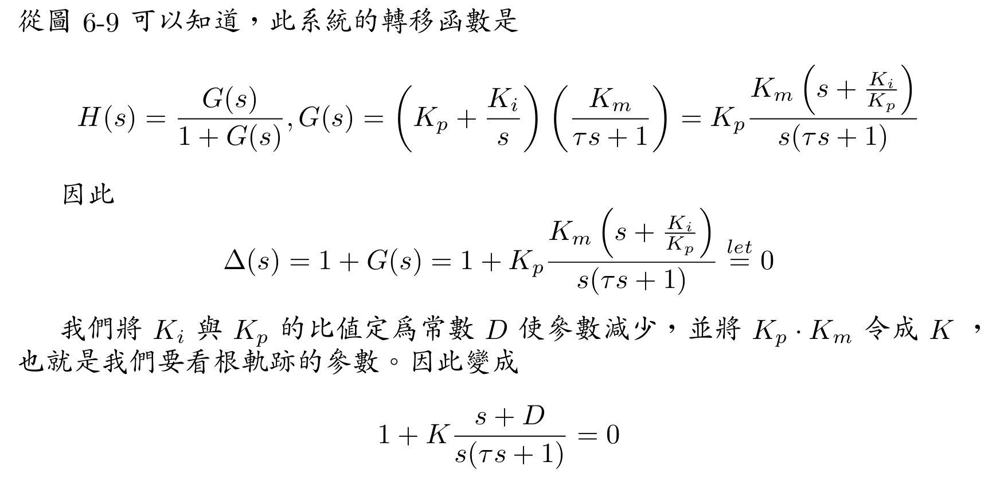 從圖 6-9 可以知道，此系統的轉移函數是
H(s) = \frac{G(s)}{1 + G(s)}, G(s) = \left( K_p + \frac{K_i}{s} \right) \left( \frac{K_m}{\tau s + 1} \right) = K_p \frac{K_m \left( s + \frac{K_i}{K_p} \right)}{s(\tau s + 1)}
因此
\Delta(s) = 1 + G(s) = 1 + K_p \frac{K_m \left( s + \frac{K_i}{K_p} \right)}{s(\tau s + 1)} \stackrel{let}{=} 0
我們將 K_i 與 K_p 的比值定爲常數 D 使參數減少，並將 K_p · K_m 令成 K ，
也就是我們要看根軌跡的參數。因此變成
1 + K \frac{s + D}{s(\tau s + 1)} = 0